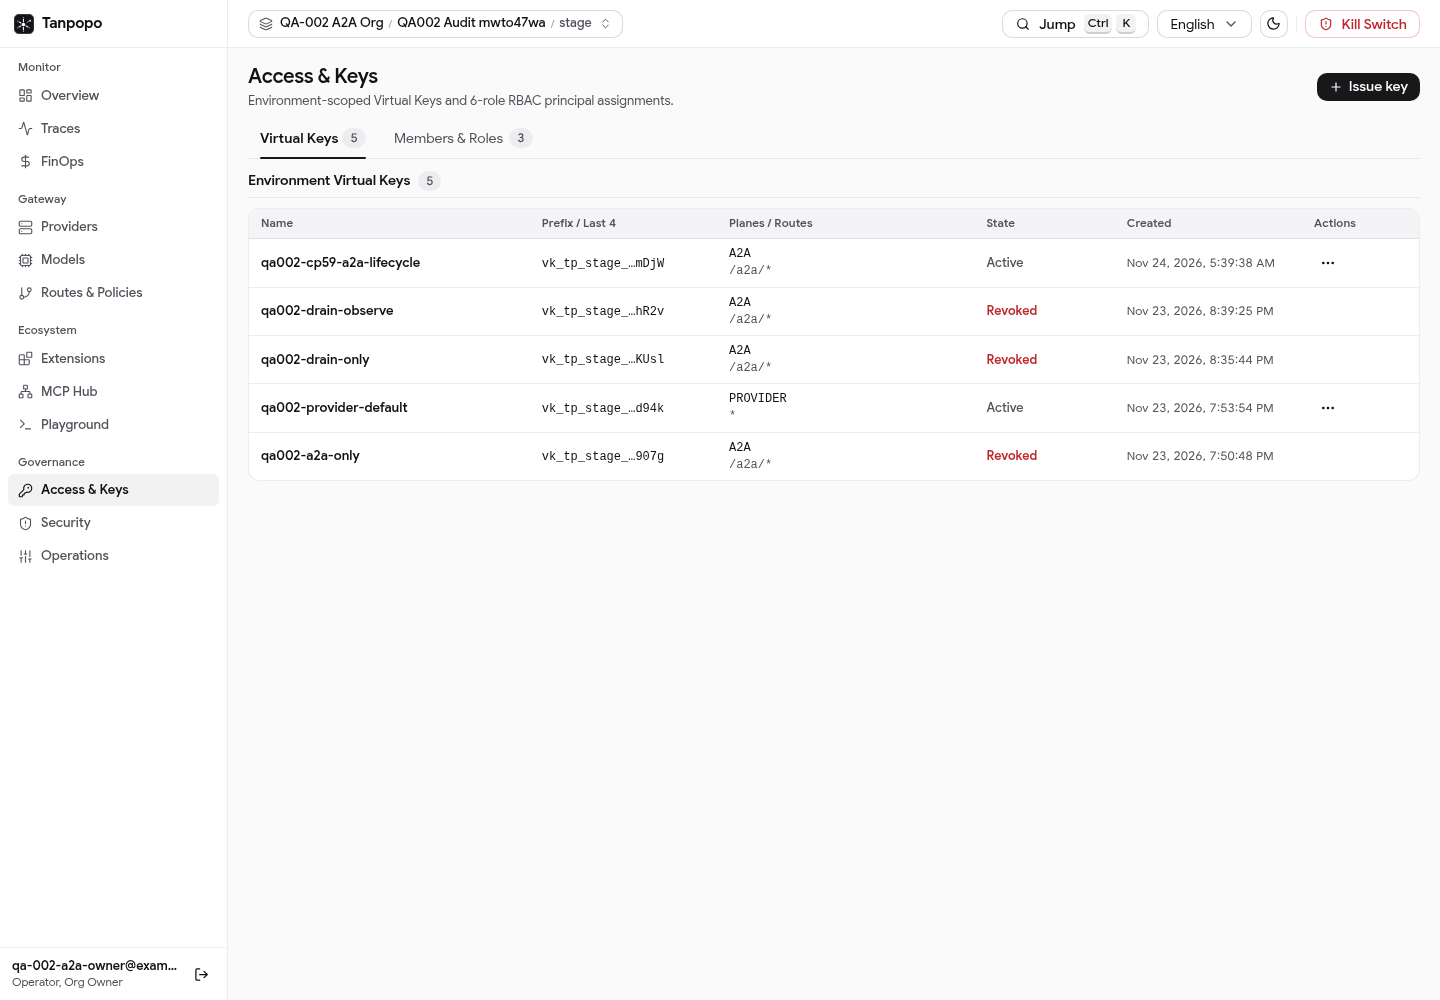 Tanpopo
QA-002 A2A Org / QA002 Audit mwto47wa / stage
Jump Ctrl K
English
Kill Switch
Monitor
Overview
Traces
FinOps
Gateway
Providers
Models
Routes & Policies
Ecosystem
Extensions
MCP Hub
Playground
Governance
Access & Keys
Security
Operations
qa-002-a2a-owner@exam...
Operator, Org Owner
Access & Keys
Environment-scoped Virtual Keys and 6-role RBAC principal assignments.
+ Issue key
Virtual Keys 5
Members & Roles 3
Environment Virtual Keys 5
Name Prefix / Last 4 Planes / Routes State Created Actions
qa002-cp59-a2a-lifecycle vk_tp_stage_…mDjW A2A /a2a/* Active Nov 24, 2026, 5:39:38 AM
qa002-drain-observe vk_tp_stage_…hR2v A2A /a2a/* Revoked Nov 23, 2026, 8:39:25 PM
qa002-drain-only vk_tp_stage_…KUsl A2A /a2a/* Revoked Nov 23, 2026, 8:35:44 PM
qa002-provider-default vk_tp_stage_…d94k PROVIDER * Active Nov 23, 2026, 7:53:54 PM
qa002-a2a-only vk_tp_stage_…907g A2A /a2a/* Revoked Nov 23, 2026, 7:50:48 PM